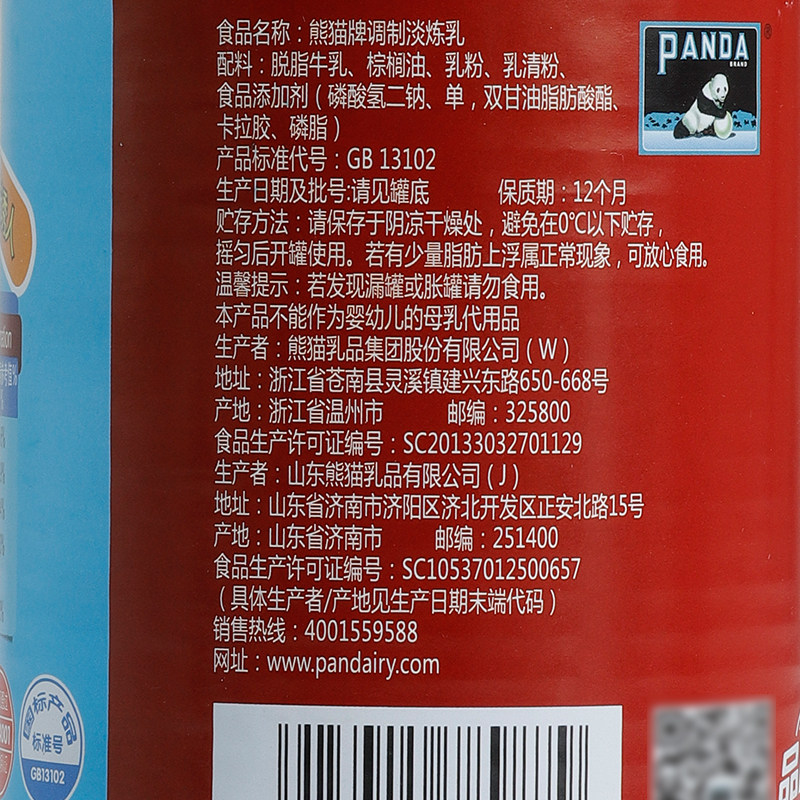 食品名称：熊猫牌调制淡炼乳
配料：脱脂牛乳、棕榈油、乳粉、乳清粉、
食品添加剂（磷酸氢二钠、单，双甘油脂肪酸酯、
卡拉胶、磷脂）
产品标准代号：GB 13102
生产日期及批号:请见罐底 保质期：12个月
贮存方法：请保存于阴凉干燥处，避免在0℃以下贮存，
摇匀后开罐使用。若有少量脂肪上浮属正常现象，可放心食用。
温馨提示：若发现漏罐或胀罐请勿食用。
本产品不能作为婴幼儿的母乳代用品
生产者：熊猫乳品集团股份有限公司（W）
地址：浙江省苍南县灵溪镇建兴东路650-668号
产地：浙江省温州市 邮编：325800
食品生产许可证编号：SC20133032701129
生产者：山东熊猫乳品有限公司（J）
地址：山东省济南市济阳区济北开发区正安北路15号
产地：山东省济南市 邮编：251400
食品生产许可证编号：SC10537012500657
（具体生产者/产地见生产日期末端代码）
销售热线：4001559588
网址：www.pandairy.com
PANDA
BRAND
®
国标产品
标准号
GB13102
品